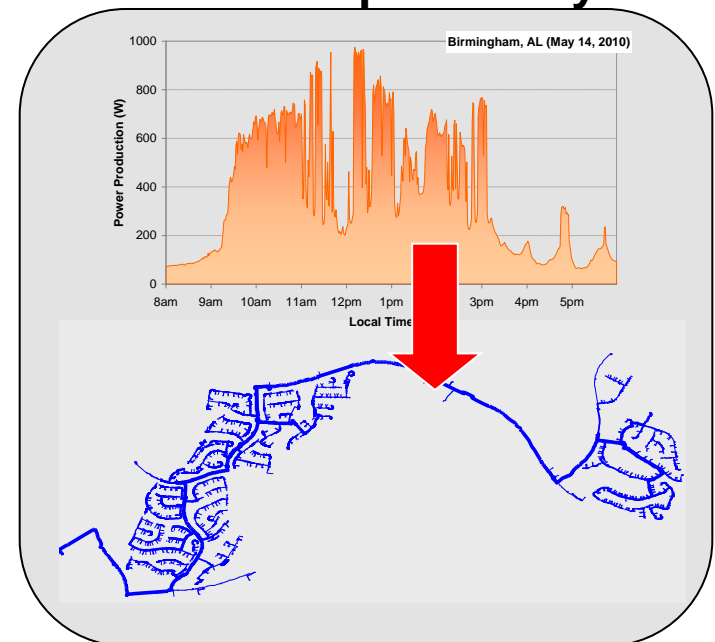 Birmingham, AL (May 14, 2010)
Power Production (W)
1000
800
600
400
200
0
8am 9am 10am 11am 12pm 1pm 3pm 4pm 5pm
Local Time